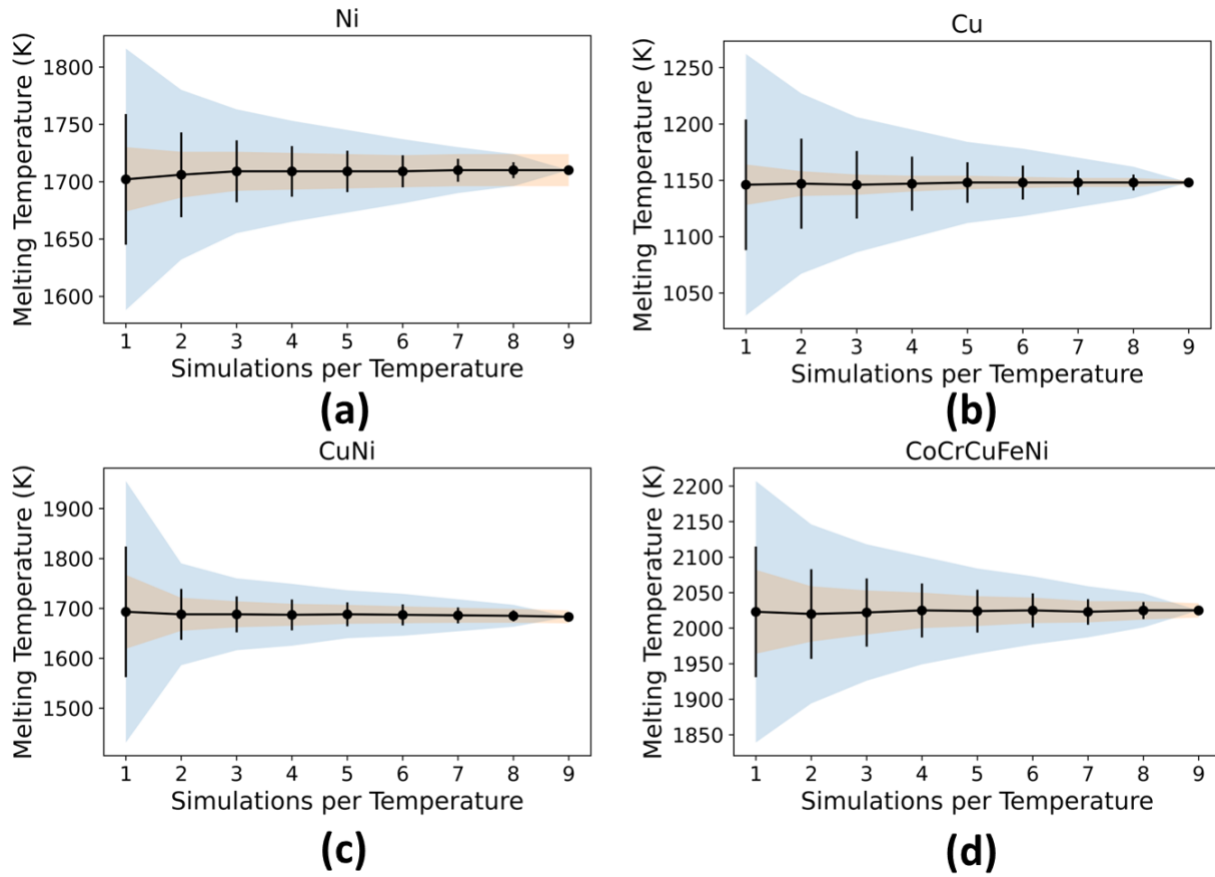 Ni
Melting Temperature (K)
1800
1750
1700
1650
1600
1 2 3 4 5 6 7 8 9
Simulations per Temperature
(a)
Cu
Melting Temperature (K)
1250
1200
1150
1100
1050
1 2 3 4 5 6 7 8 9
Simulations per Temperature
(b)
CuNi
Melting Temperature (K)
1900
1800
1700
1600
1500
1 2 3 4 5 6 7 8 9
Simulations per Temperature
(c)
CoCrCuFeNi
Melting Temperature (K)
2200
2150
2100
2050
2000
1950
1900
1850
1 2 3 4 5 6 7 8 9
Simulations per Temperature
(d)